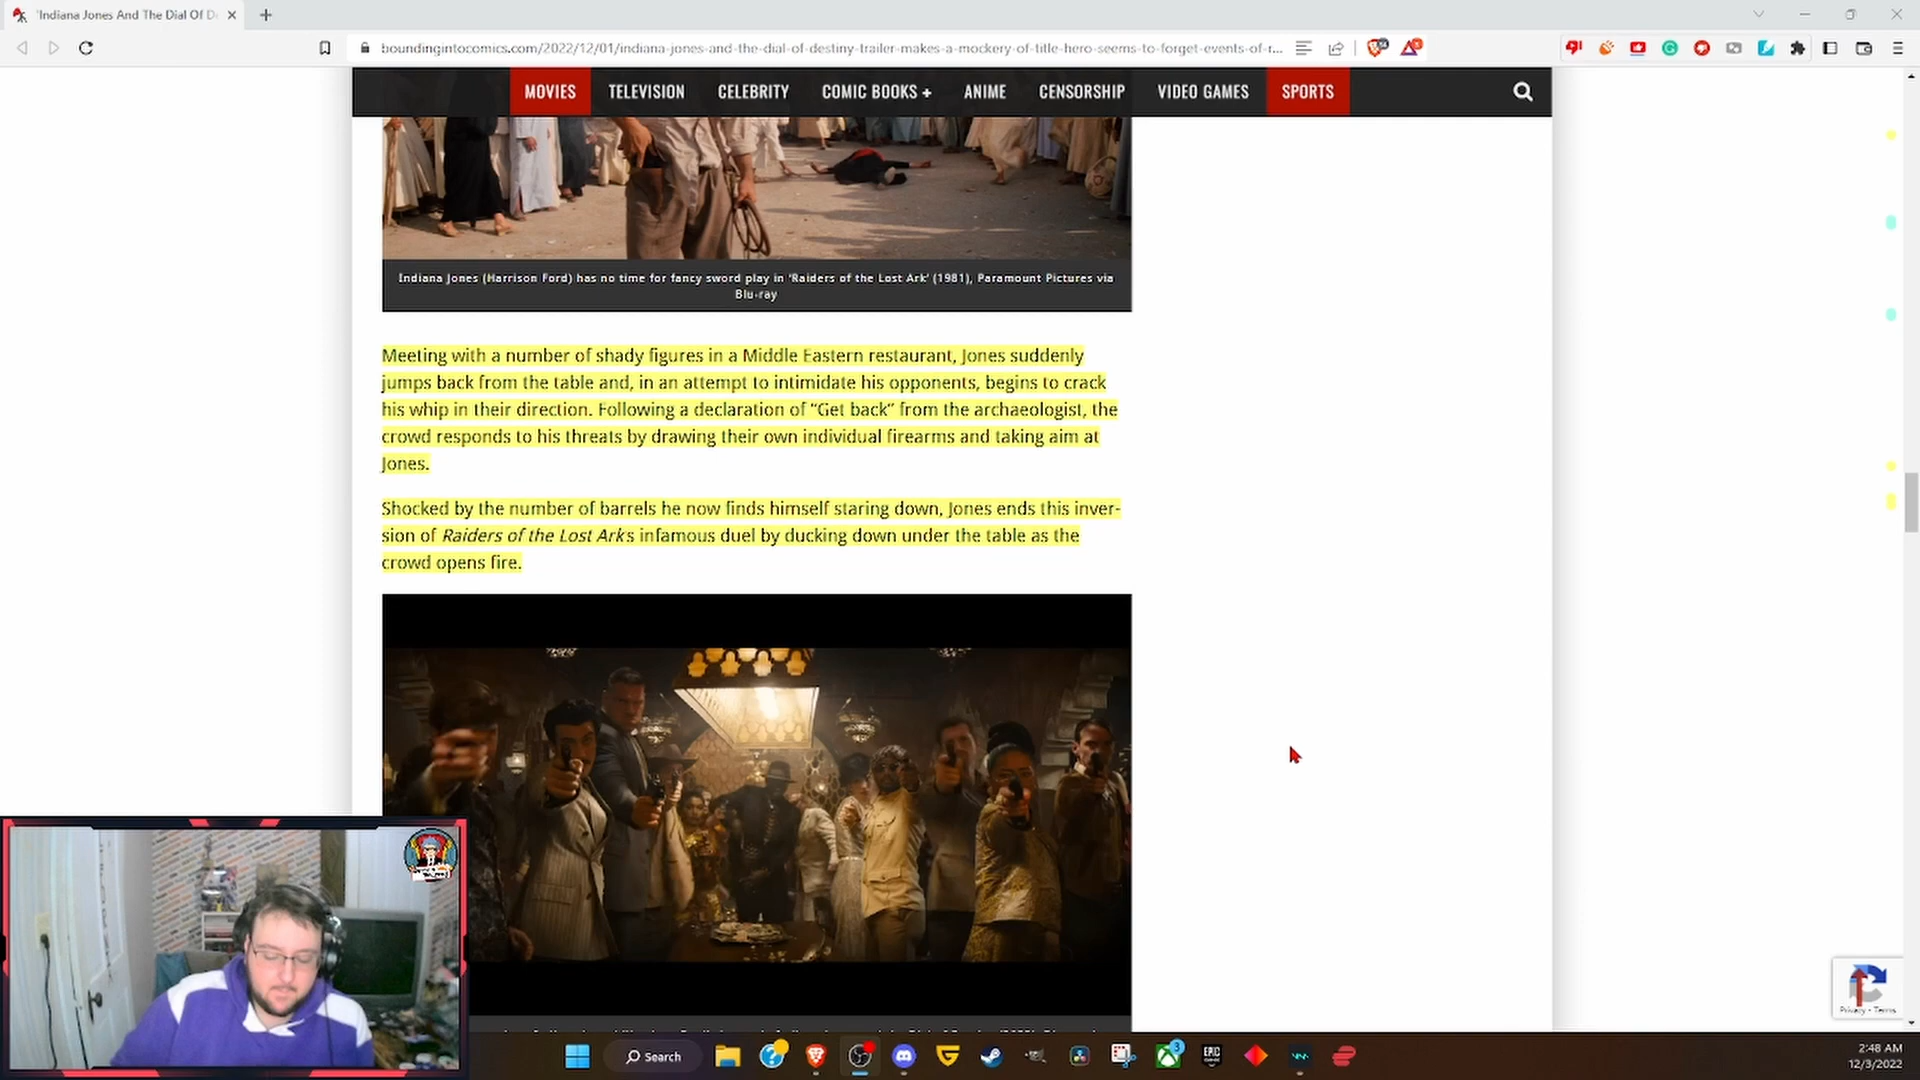 'Indiana Jones And The Dial Of D
boundingintocomics.com/2022/12/01/indiana-jones-and-the-dial-of-destiny-trailer-makes-a-mockery-of-title-hero-seems-to-forget-events-of-r...
MOVIES TELEVISION CELEBRITY COMIC BOOKS + ANIME CENSORSHIP VIDEO GAMES SPORTS
Indiana Jones (Harrison Ford) has no time for fancy sword play in 'Raiders of the Lost Ark' (1981), Paramount Pictures via
Blu-ray
Meeting with a number of shady figures in a Middle Eastern restaurant, Jones suddenly
jumps back from the table and, in an attempt to intimidate his opponents, begins to crack
his whip in their direction. Following a declaration of “Get back” from the archaeologist, the
crowd responds to his threats by drawing their own individual firearms and taking aim at
Jones.
Shocked by the number of barrels he now finds himself staring down, Jones ends this inver-
sion of Raiders of the Lost Ark's infamous duel by ducking down under the table as the
crowd opens fire.
Privacy - Terms
Search
3
EPIC
2:48 AM
12/3/2022